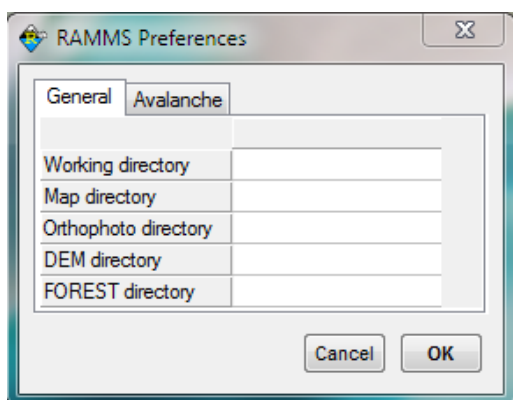 RAMMS Preferences
General Avalanche
Working directory
Map directory
Orthophoto directory
DEM directory
FOREST directory
Cancel OK